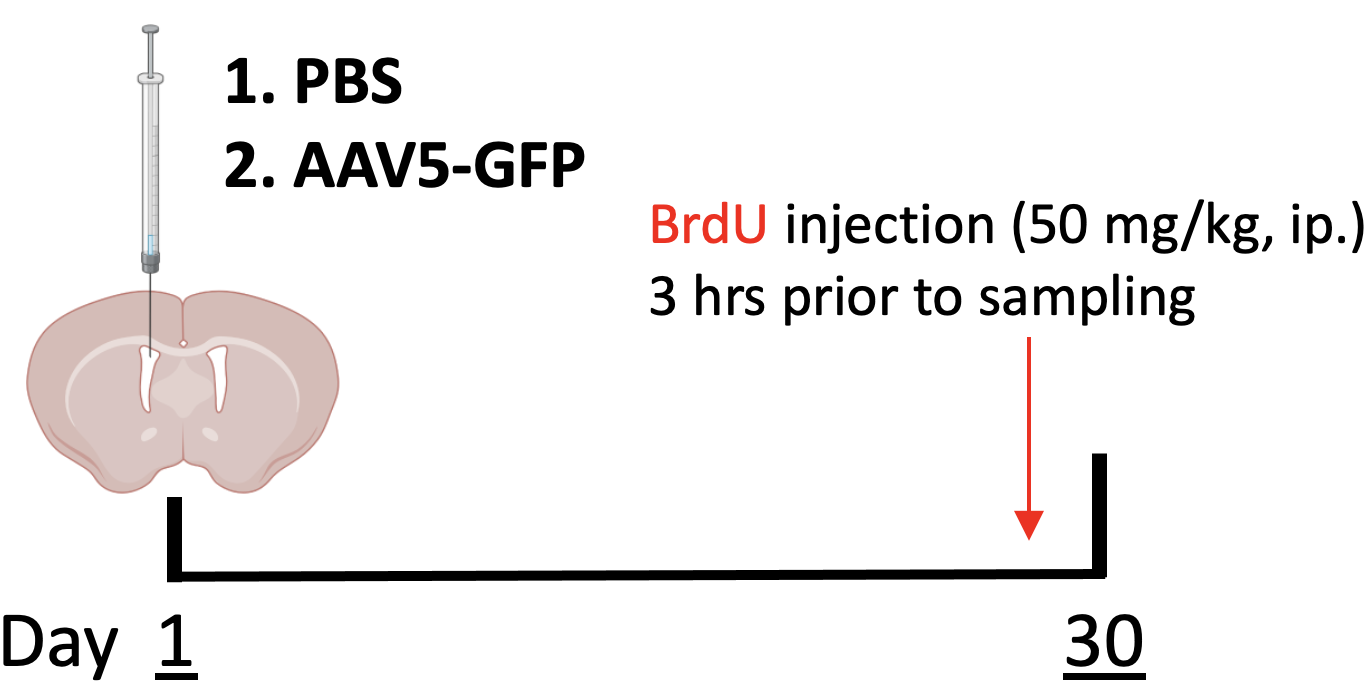 1. PBS
2. AAV5-GFP
BrdU injection (50 mg/kg, ip.)
3 hrs prior to sampling
Day 1 30